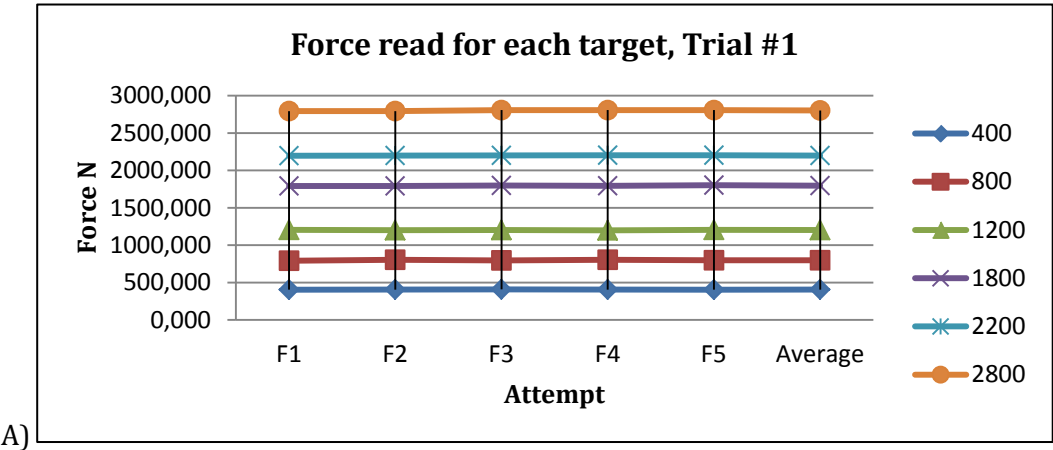 Force read for each target, Trial #1
Force N
3000,000
2500,000
2000,000
1500,000
1000,000
500,000
0,000
F1 F2 F3 F4 F5 Average
Attempt
400
800
1200
1800
2200
2800
A)